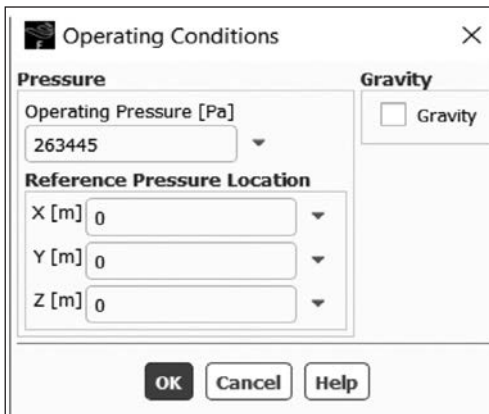 Operating Conditions
Pressure
Gravity
Operating Pressure [Pa]
Gravity
263445
Reference Pressure Location
X [m] 0
Y [m] 0
Z [m] 0
OK Cancel Help